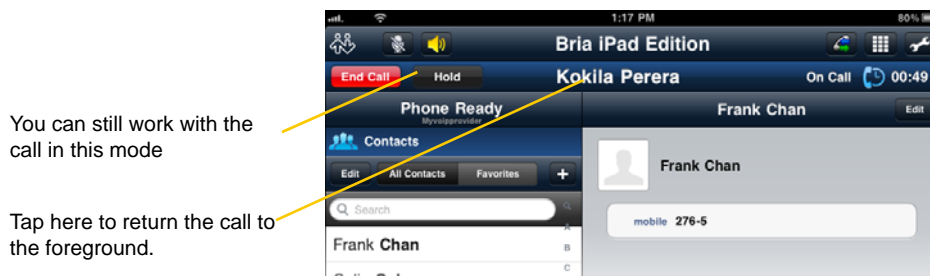 1:17 PM 80%
Bria iPad Edition
End Call Hold Kokila Perera On Call 00:49
Phone Ready
Myvoipprovider
Frank Chan Edit
You can still work with the
call in this mode
Contacts
Edit All Contacts Favorites +
Search
Frank Chan
mobile 276-5
Tap here to return the call to
the foreground.
Frank Chan
A
B
C